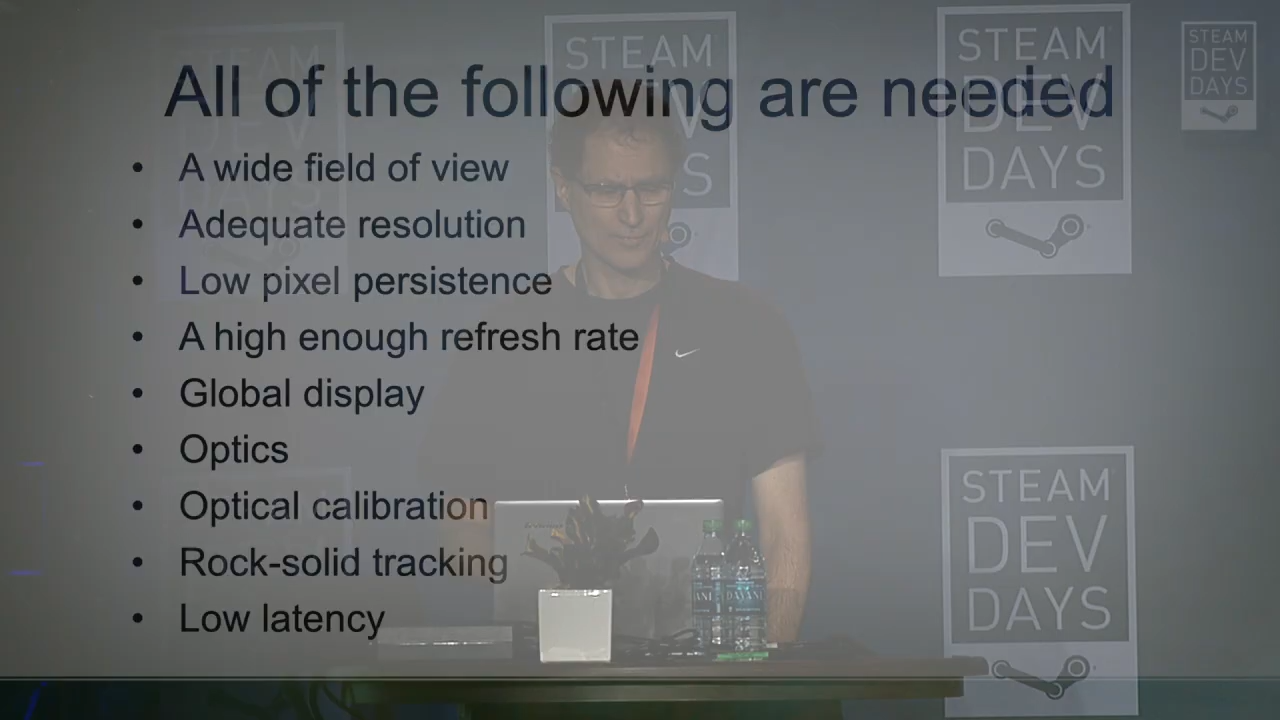 All of the following are needed
• A wide field of view
• Adequate resolution
• Low pixel persistence
• A high enough refresh rate
• Global display
• Optics
• Optical calibration
• Rock-solid tracking
• Low latency
STEAM
DEV
DAYS
STEAM
V
S
STEAM
DEV
DAYS
STEAM
DEV
DAYS
STEAM
DEV
DAYS
DASANI